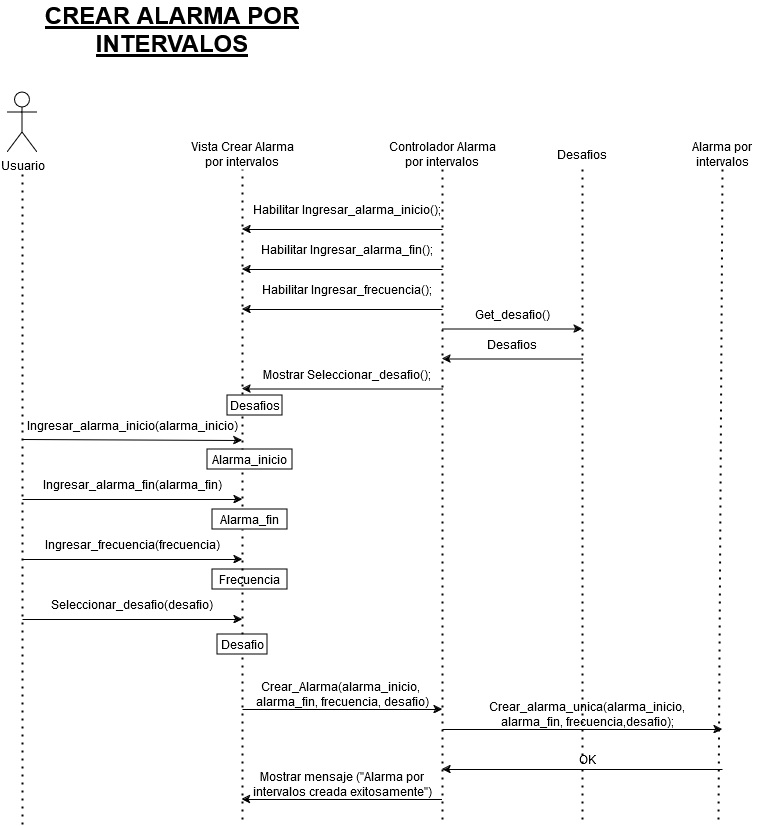 CREAR ALARMA POR
INTERVALOS
Usuario
Vista Crear Alarma
por intervalos
Controlador Alarma
por intervalos
Desafios
Alarma por
intervalos
Habilitar Ingresar_alarma_inicio();
Habilitar Ingresar_alarma_fin();
Habilitar Ingresar_frecuencia();
Get_desafio()
Desafios
Mostrar Seleccionar_desafio();
Desafios
Ingresar_alarma_inicio(alarma_inicio)
Alarma_inicio
Ingresar_alarma_fin(alarma_fin)
Alarma_fin
Ingresar_frecuencia(frecuencia)
Frecuencia
Seleccionar_desafio(desafio)
Desafio
Crear_Alarma(alarma_inicio,
alarma_fin, frecuencia, desafio)
Crear_alarma_unica(alarma_inicio,
alarma_fin, frecuencia,desafio);
OK
Mostrar mensaje ("Alarma por
intervalos creada exitosamente")